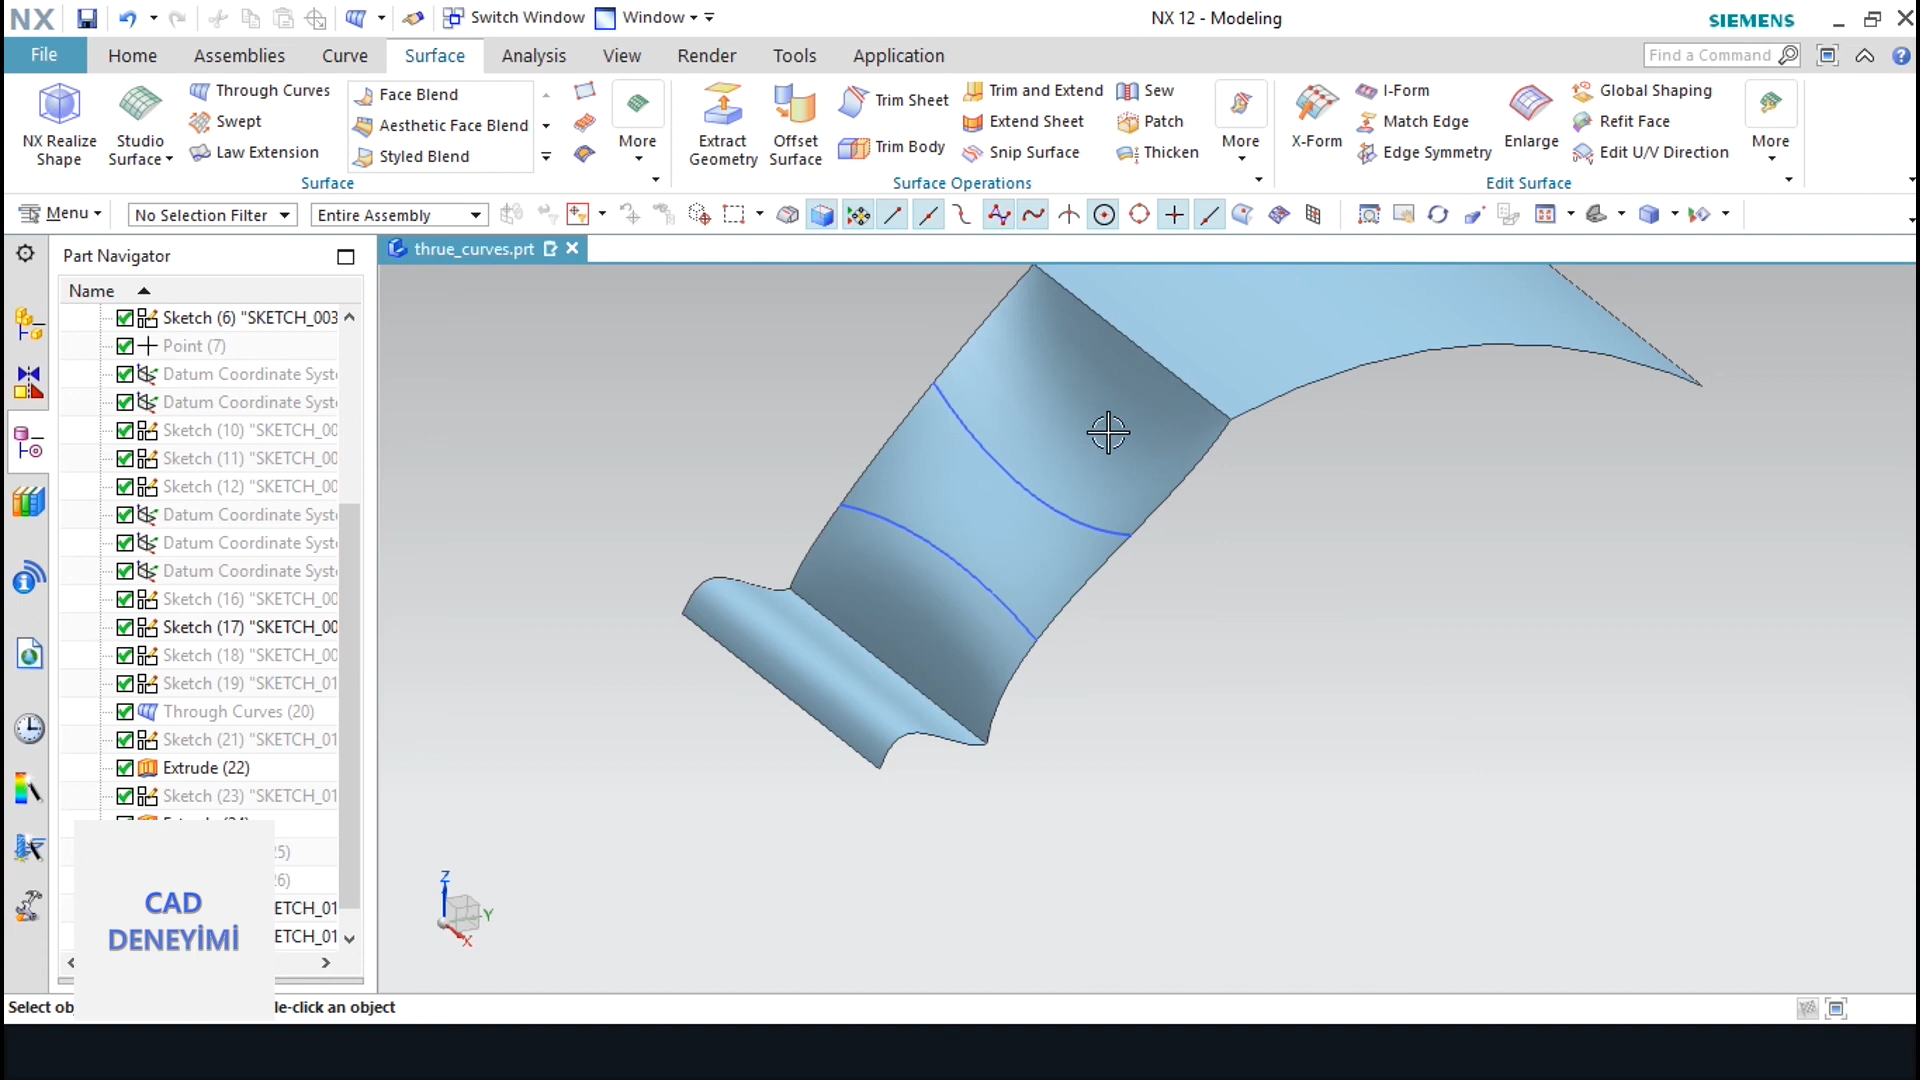 NX
Switch Window
Window
NX 12 - Modeling
SIEMENS
File
Home
Assemblies
Curve
Surface
Analysis
View
Render
Tools
Application
Find a Command
NX Realize
Shape
Studio
Surface
Through Curves
Swept
Law Extension
Face Blend
Aesthetic Face Blend
Styled Blend
More
Surface
Extract
Geometry
Offset
Surface
Trim Sheet
Trim Body
Trim and Extend
Extend Sheet
Snip Surface
Sew
Patch
Thicken
More
Surface Operations
X-Form
I-Form
Match Edge
Edge Symmetry
Enlarge
Global Shaping
Refit Face
Edit U/V Direction
More
Edit Surface
Menu
No Selection Filter
Entire Assembly
Part Navigator
thrue_curves.prt
Name
Sketch (6) "SKETCH_003
Point (7)
Datum Coordinate Syst
Datum Coordinate Syst
Sketch (10) "SKETCH_00
Sketch (11) "SKETCH_00
Sketch (12) "SKETCH_00
Datum Coordinate Syst
Datum Coordinate Syst
Datum Coordinate Syst
Sketch (16) "SKETCH_00
Sketch (17) "SKETCH_00
Sketch (18) "SKETCH_00
Sketch (19) "SKETCH_01
Through Curves (20)
Sketch (21) "SKETCH_01
Extrude (22)
Sketch (23) "SKETCH_01
25)
26)
ETCH_01
ETCH_01
CAD
DENEYİMİ
Z
Y
X
Select obj
le-click an object